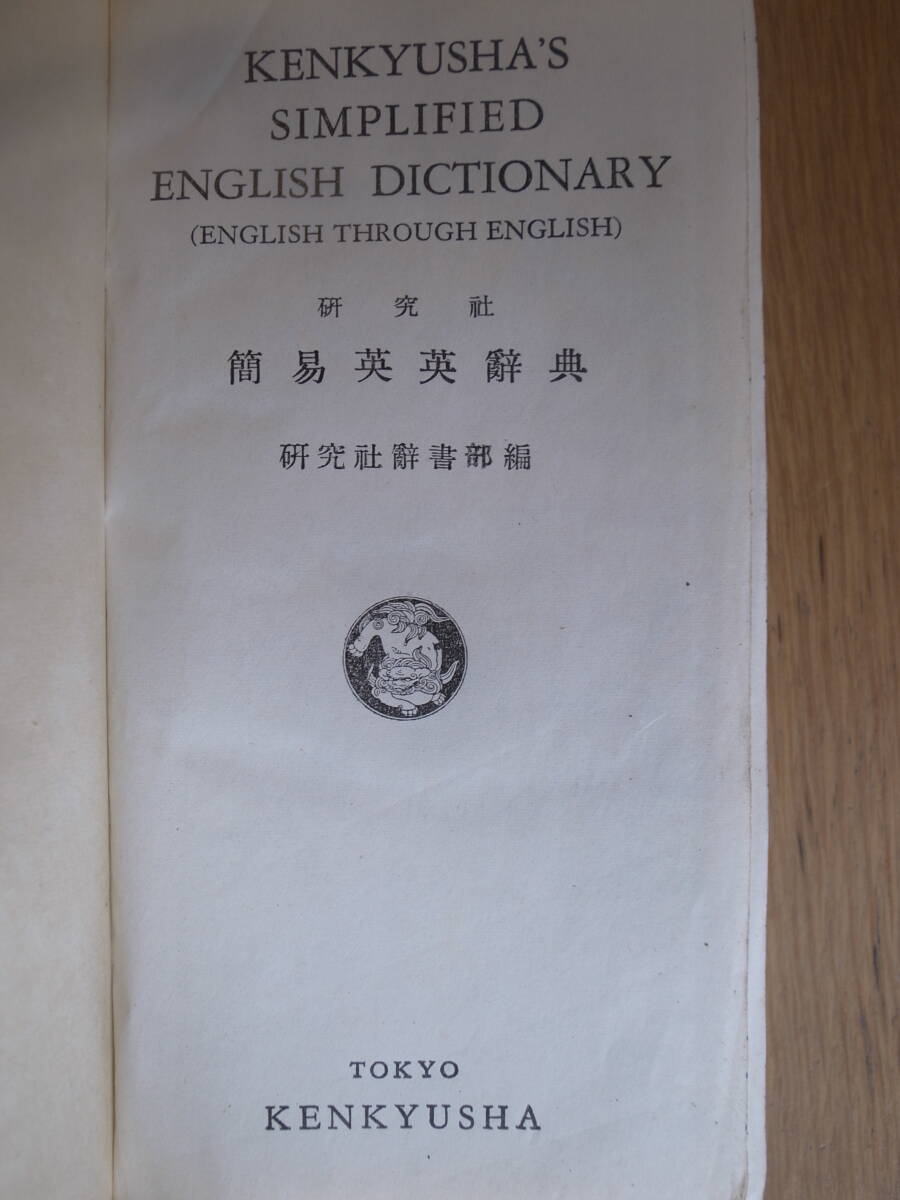 KENKYUSHA'S
SIMPLIFIED
ENGLISH DICTIONARY
(ENGLISH THROUGH ENGLISH)
研究社
簡易英英辭典
研究社辭書部編
TOKYO
KENKYUSHA